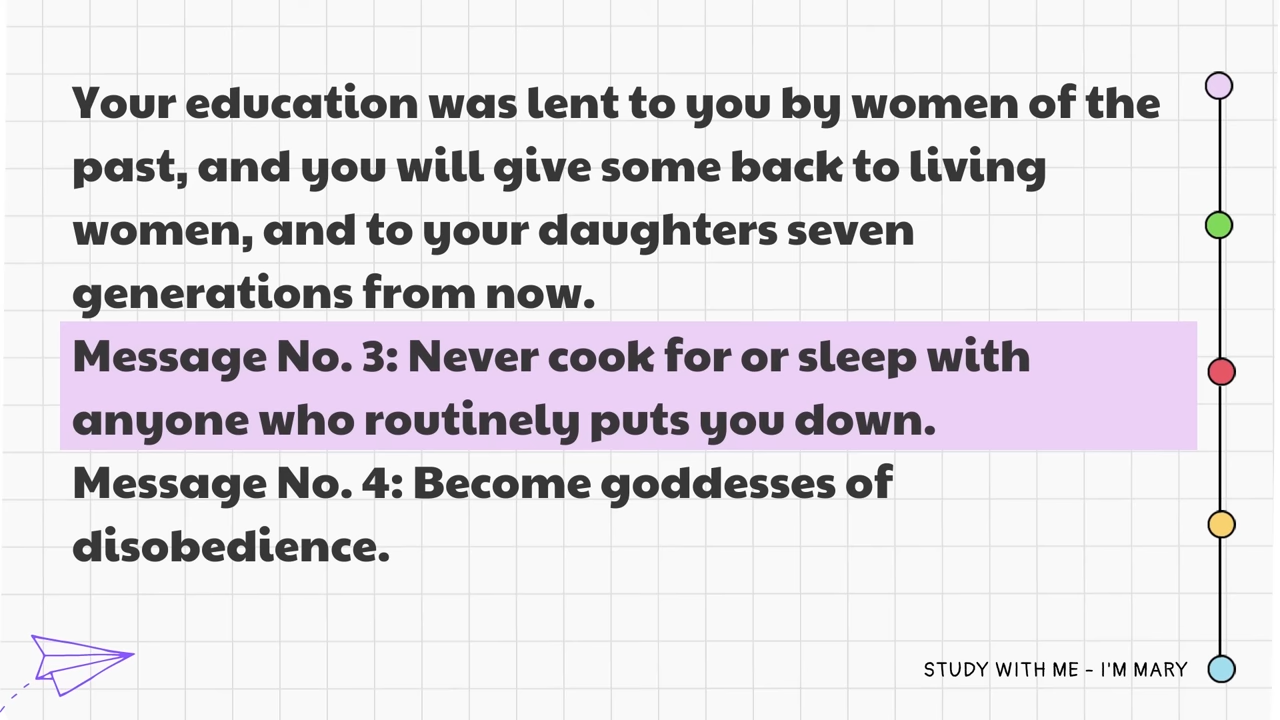 Your education was lent to you by women of the
past, and you will give some back to living
women, and to your daughters seven
generations from now.
Message No. 3: Never cook for or sleep with
anyone who routinely puts you down.
Message No. 4: Become goddesses of
disobedience.
STUDY WITH ME - I'M MARY